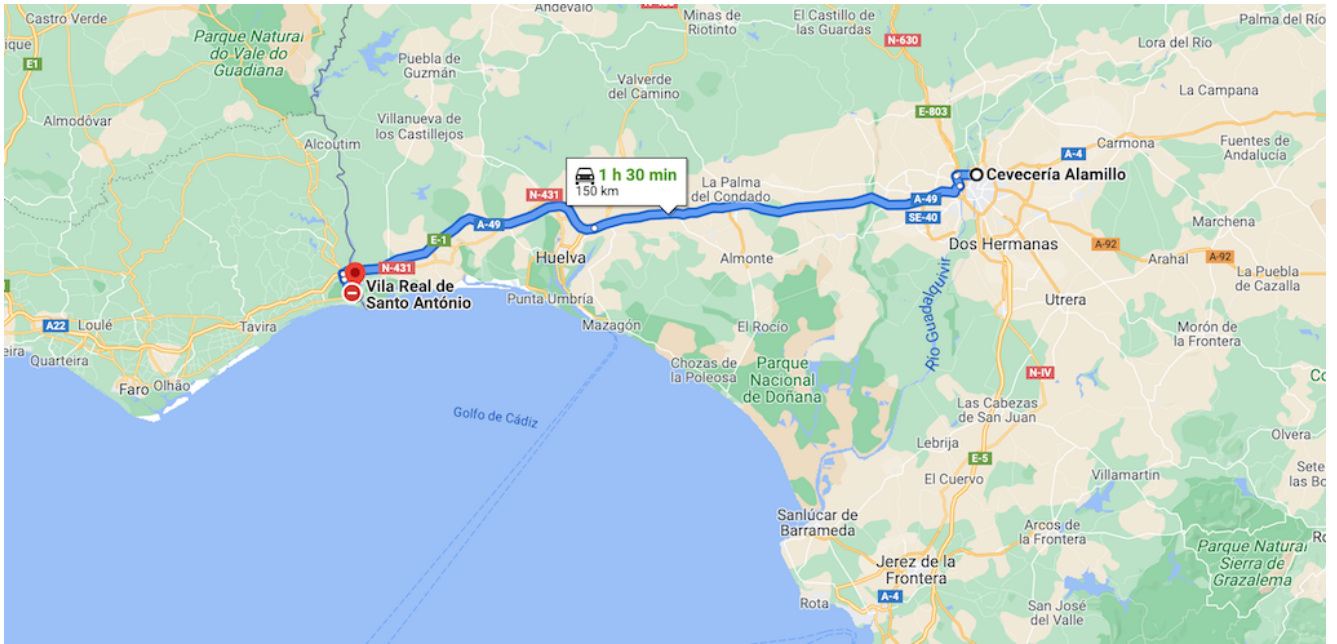 Castro Verde
Andévalo
Minas de
Riotinto
El Castillo de
las Guardas
N-630
Palma del Río
Parque Natural
do Vale do
Guadiana
E1
Puebla de
Guzmán
Lora del Río
Valverde
del Camino
La Campana
Almodóvar
Villanueva de
los Castillejos
E-803
Alcoutim
A-4
Carmona
Fuentes de
Andalucía
1 h 30 min
150 km
Cevecería Alamillo
N-431
La Palma
del Condado
A-49
SE-40
A-49
Marchena
E-1
Huelva
Dos Hermanas
A-92
Almonte
Arahal
A-92
N-431
La Puebla
de Cazalla
Vila Real de
Santo António
Punta Umbría
Utrera
Río Guadalquivir
A22
Loulé
Tavira
Mazagón
El Rocío
Morón de
la Frontera
Quarteira
Chozas de
la Poleosa
Parque
Nacional
de Doñana
N-IV
Faro
Olhão
Las Cabezas
de San Juan
Golfo de Cádiz
Lebrija
Olvera
E-5
El Cuervo
Villamartin
Sanlúcar de
Barrameda
Arcos de
la Frontera
Parque Natural
Sierra de
Grazalema
Jerez de la
Frontera
A-4
Rota
San José
del Valle